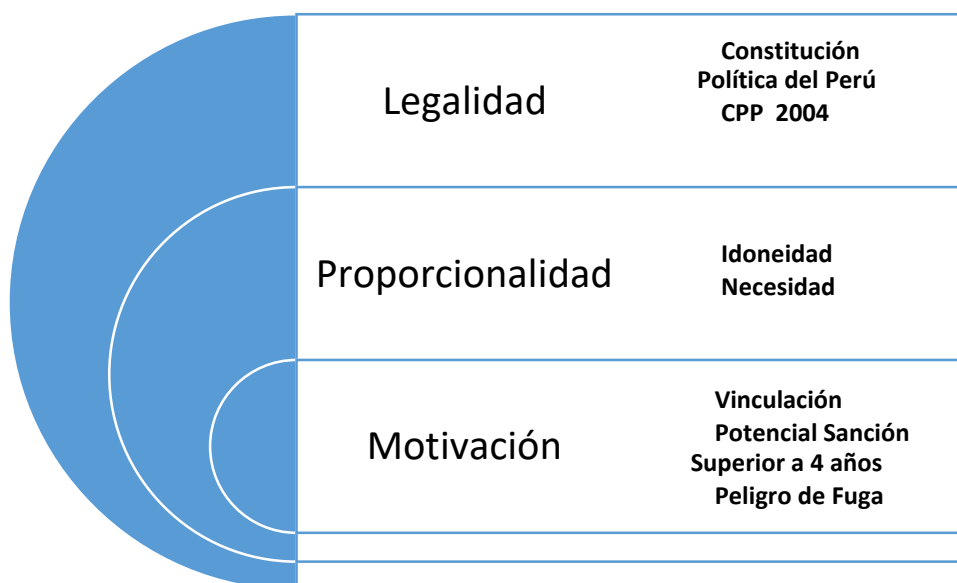 Legalidad
Constitución
Política del Perú
CPP 2004
Proporcionalidad
Idoneidad
Necesidad
Motivación
Vinculación
Potencial Sanción
Superior a 4 años
Peligro de Fuga